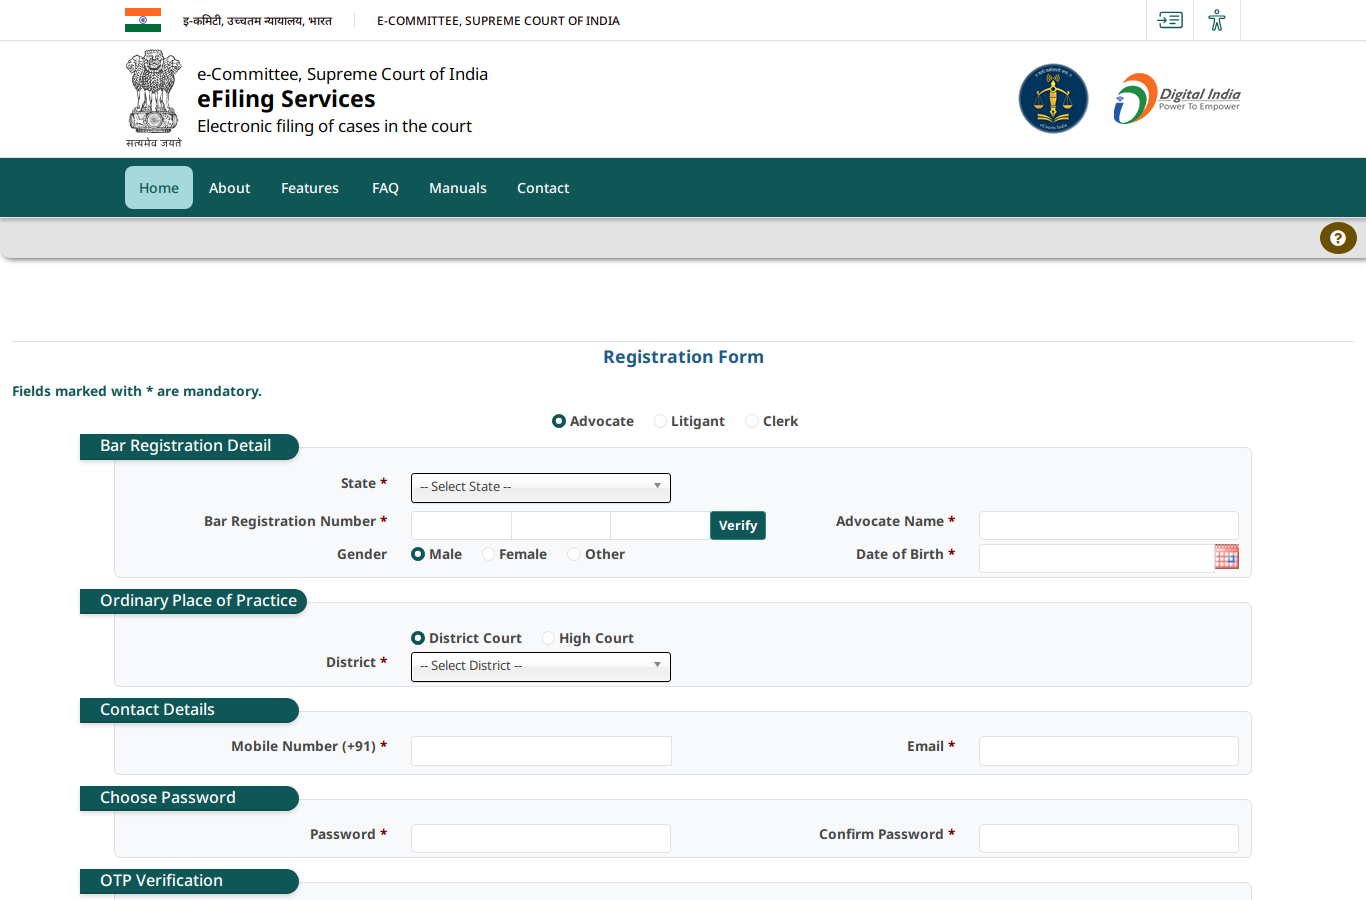 इ-कमिटी, उच्चतम न्यायालय, भारत
E-COMMITTEE, SUPREME COURT OF INDIA
सत्यमेव जयते
e-Committee, Supreme Court of India
eFiling Services
Electronic filing of cases in the court
Digital India
Power To Empower
Home About Features FAQ Manuals Contact
Registration Form
Fields marked with * are mandatory.
Advocate Litigant Clerk
Bar Registration Detail
State *
-- Select State --
Bar Registration Number *
Verify
Advocate Name *
Gender
Male Female Other
Date of Birth *
Ordinary Place of Practice
District Court High Court
District *
-- Select District --
Contact Details
Mobile Number (+91) *
Email *
Choose Password
Password *
Confirm Password *
OTP Verification